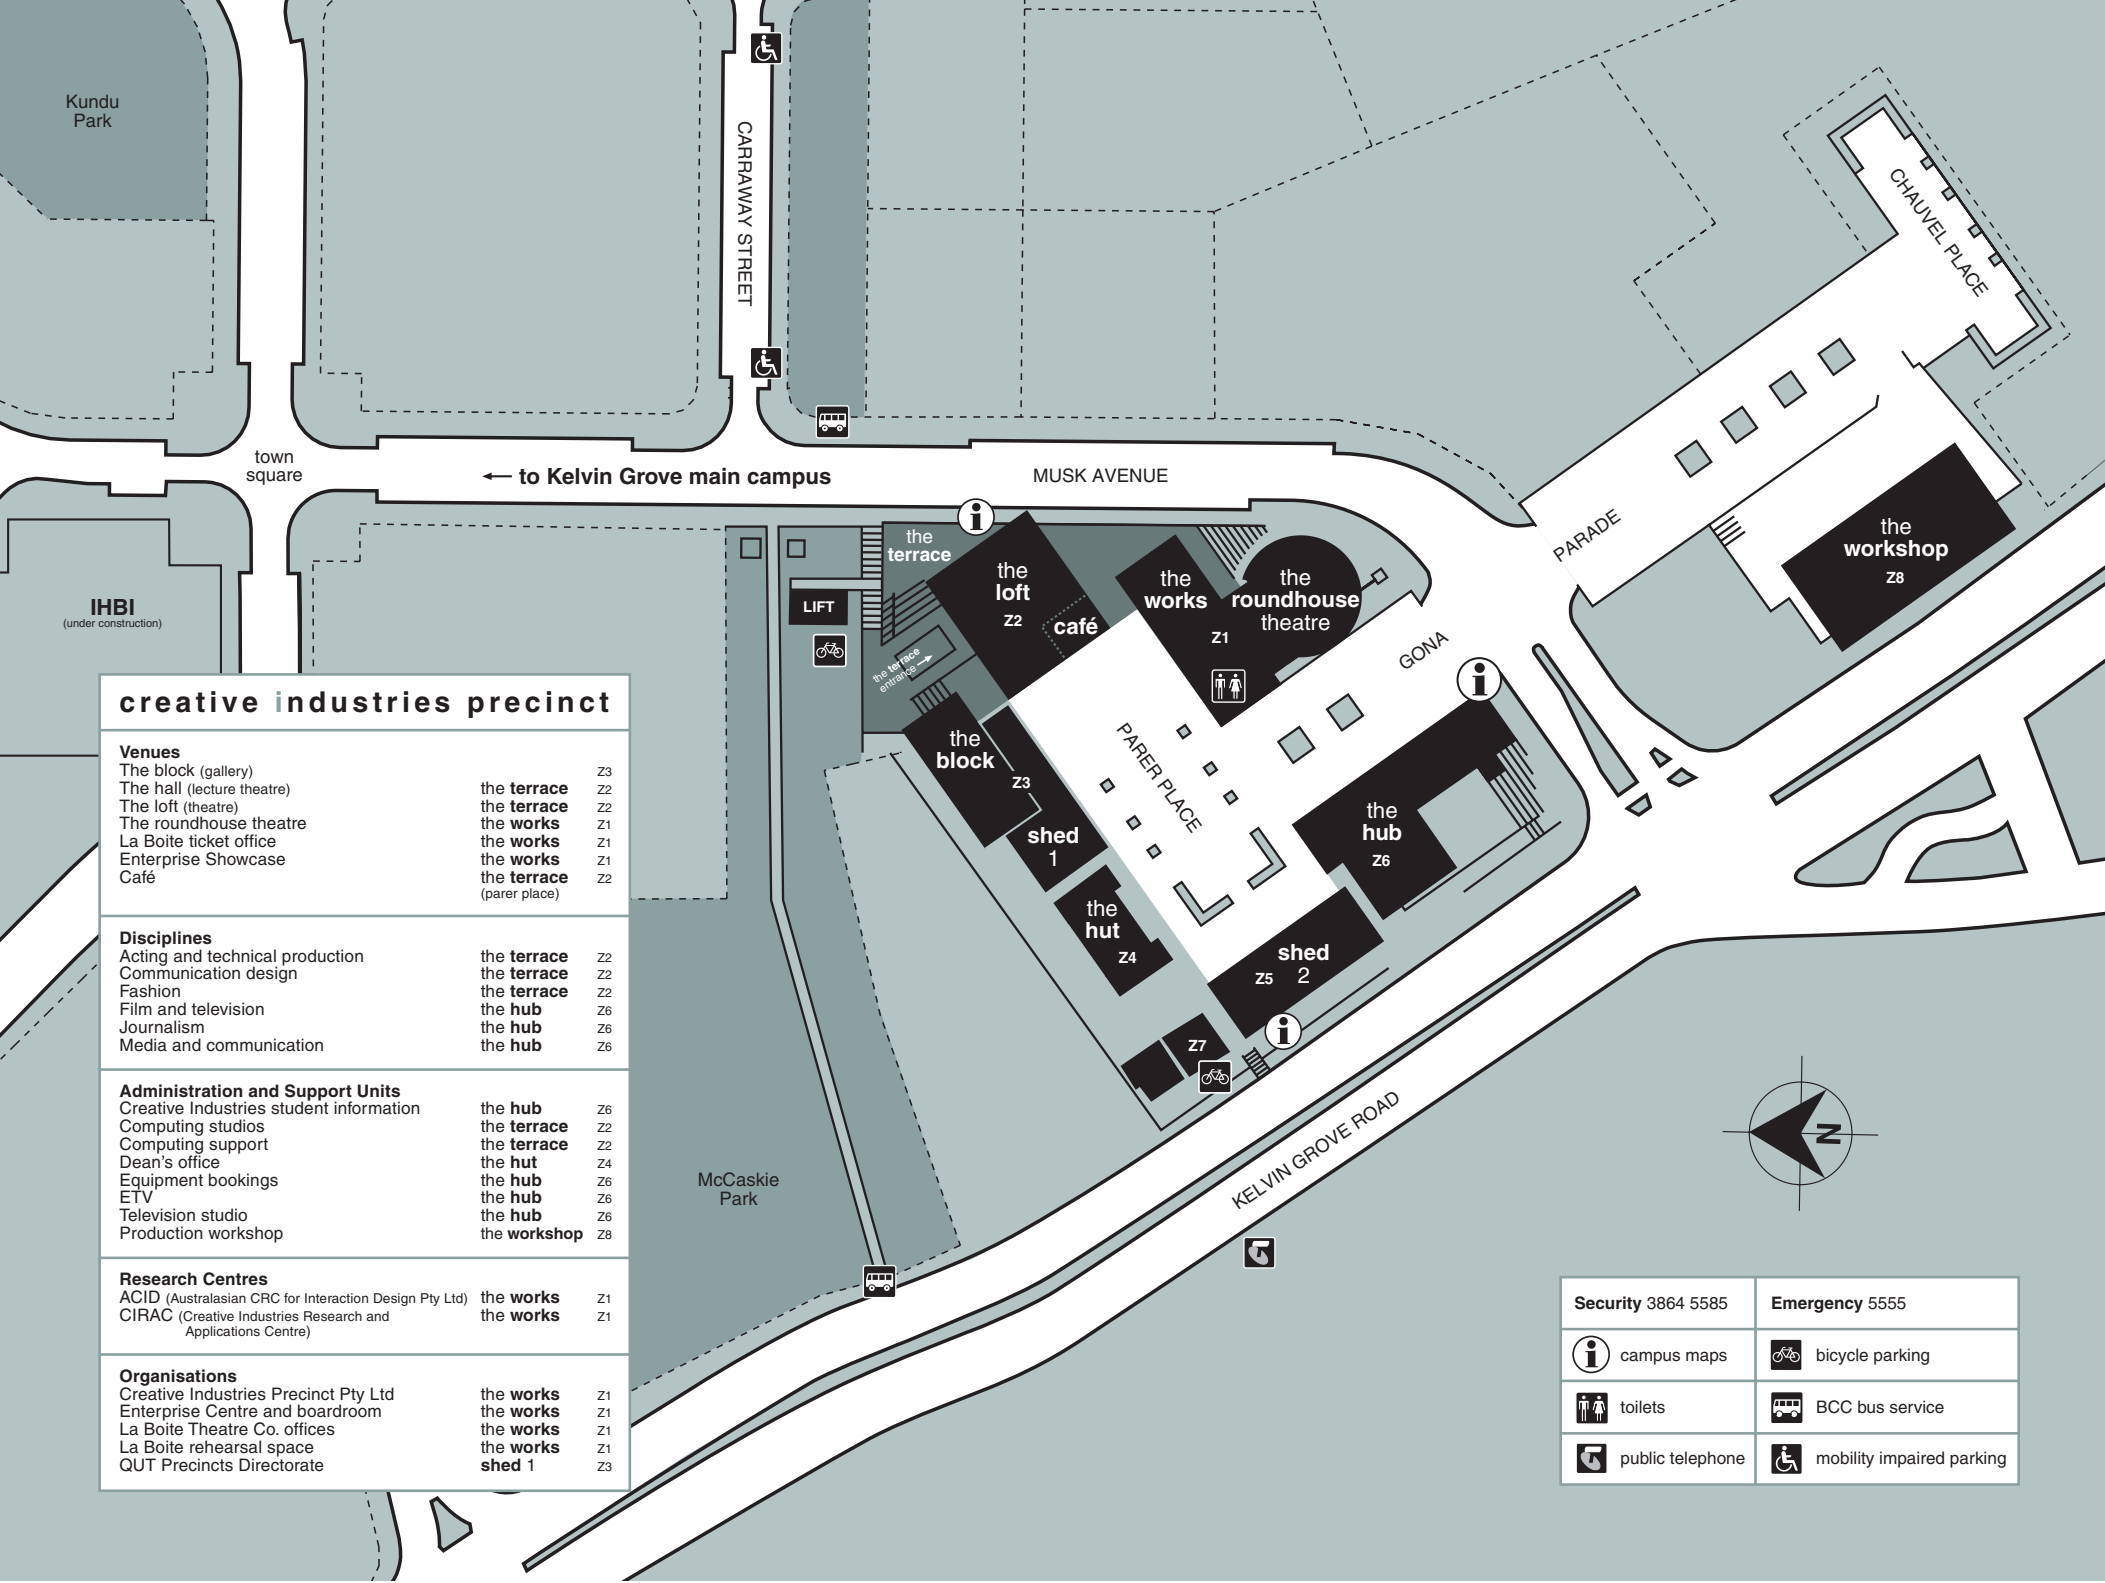 Kundu
Park
CARRAWAY STREET
CHAUVEL PLACE
town
square
← to Kelvin Grove main campus
MUSK AVENUE
PARADE
the
workshop
Z8
the
terrace
the
loft
Z2
café
the
works
Z1
the
roundhouse
theatre
LIFT
IHBI
(under construction)
the terrace
entrance →
GONA
the
block
Z3
PARER PLACE
shed
1
the
hub
Z6
the
hut
Z4
shed
2
Z5
Z7
KELVIN GROVE ROAD
McCaskie
Park
N
creative industries precinct
Venues
The block (gallery) Z3
The hall (lecture theatre) the terrace Z2
The loft (theatre) the terrace Z2
The roundhouse theatre the works Z1
La Boite ticket office the works Z1
Enterprise Showcase the works Z1
Café the terrace Z2
(parer place)
Disciplines
Acting and technical production the terrace Z2
Communication design the terrace Z2
Fashion the terrace Z2
Film and television the hub Z6
Journalism the hub Z6
Media and communication the hub Z6
Administration and Support Units
Creative Industries student information the hub Z6
Computing studios the terrace Z2
Computing support the terrace Z2
Dean's office the hut Z4
Equipment bookings the hub Z6
ETV the hub Z6
Television studio the hub Z6
Production workshop the workshop Z8
Research Centres
ACID (Australasian CRC for Interaction Design Pty Ltd) the works Z1
CIRAC (Creative Industries Research and the works Z1
Applications Centre)
Organisations
Creative Industries Precinct Pty Ltd the works Z1
Enterprise Centre and boardroom the works Z1
La Boite Theatre Co. offices the works Z1
La Boite rehearsal space the works Z1
QUT Precincts Directorate shed 1 Z3
Security 3864 5585 Emergency 5555
campus maps bicycle parking
toilets BCC bus service
public telephone mobility impaired parking